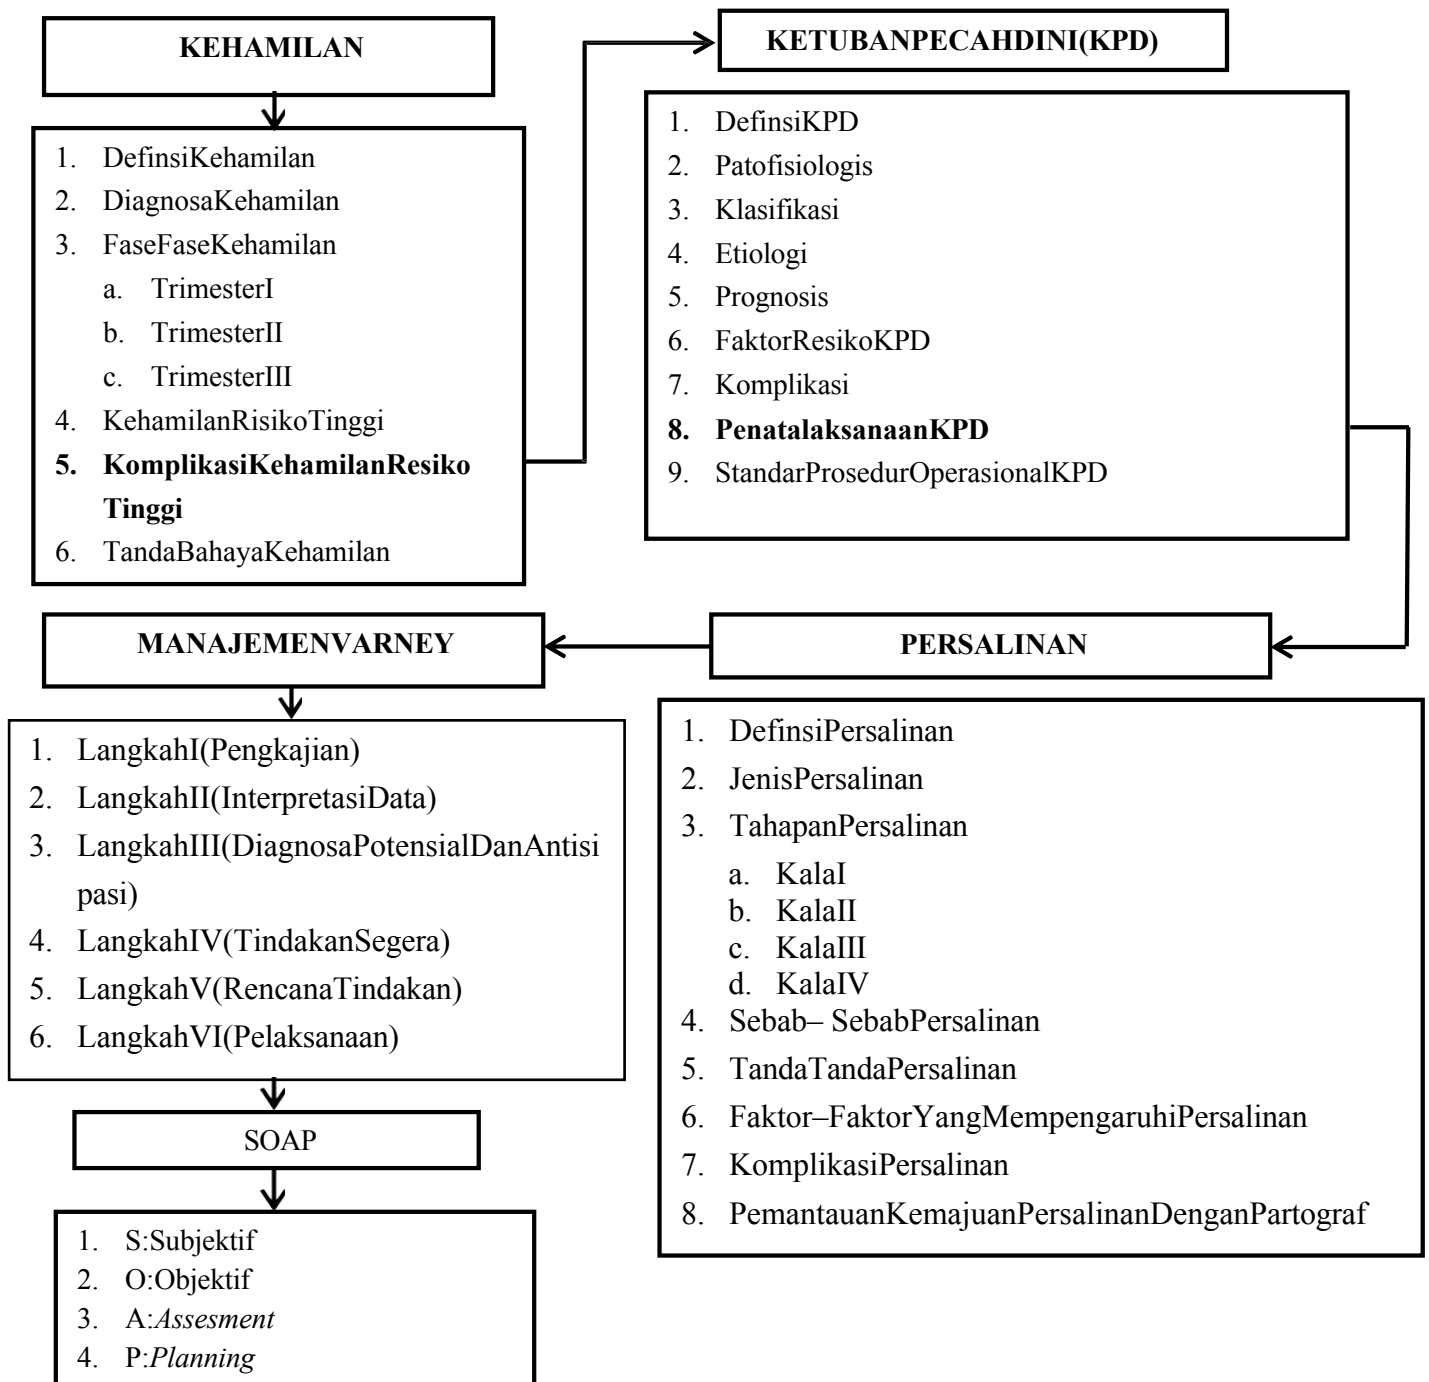 KEHAMILAN
1. DefinsiKehamilan
2. DiagnosaKehamilan
3. FaseFaseKehamilan
a. TrimesterI
b. TrimesterII
c. TrimesterIII
4. KehamilanRisikoTinggi
5. KomplikasiKehamilanResiko
Tinggi
6. TandaBahayaKehamilan
KETUBANPECAHDINI(KPD)
1. DefinsiKPD
2. Patofisiologis
3. Klasifikasi
4. Etiologi
5. Prognosis
6. FaktorResikoKPD
7. Komplikasi
8. PenatalaksanaanKPD
9. StandarProsedurOperasionalKPD
PERSALINAN
1. DefinsiPersalinan
2. JenisPersalinan
3. TahapanPersalinan
a. KalaI
b. KalaII
c. KalaIII
d. KalaIV
4. Sebab– SebabPersalinan
5. TandaTandaPersalinan
6. Faktor–FaktorYangMempengaruhiPersalinan
7. KomplikasiPersalinan
8. PemantauanKemajuanPersalinanDenganPartograf
MANAJEMENVARNEY
1. LangkahI(Pengkajian)
2. LangkahII(InterpretasiData)
3. LangkahIII(DiagnosaPotensialDanAntisi
pasi)
4. LangkahIV(TindakanSegera)
5. LangkahV(RencanaTindakan)
6. LangkahVI(Pelaksanaan)
SOAP
1. S:Subjektif
2. O:Objektif
3. A:Assesment
4. P:Planning